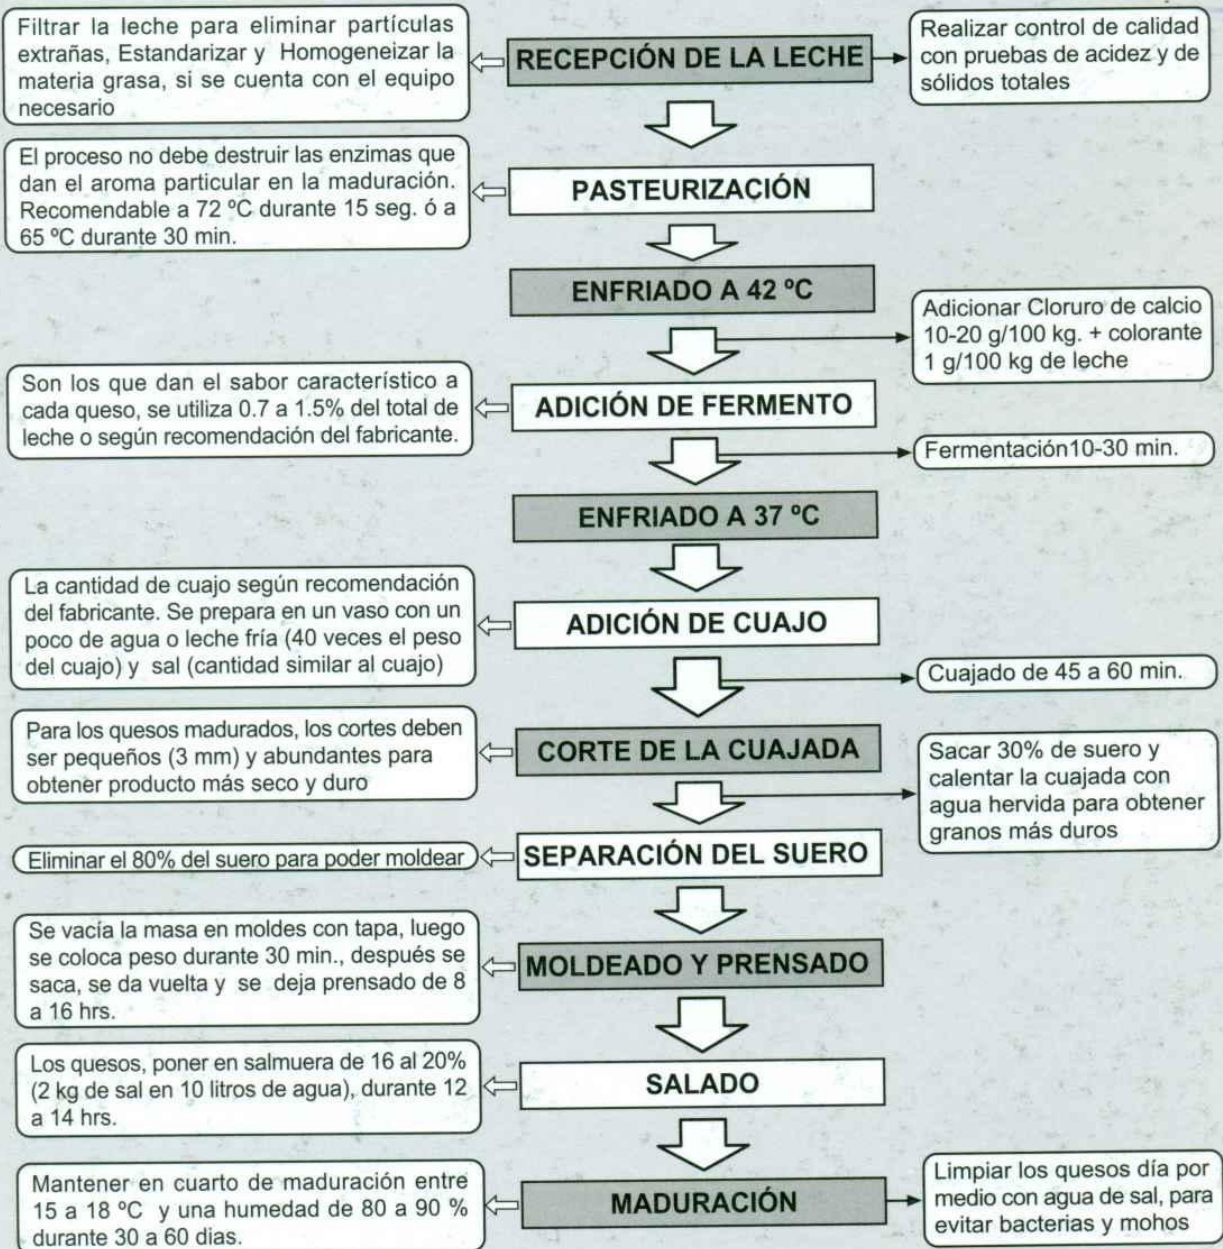 Filtrar la leche para eliminar partículas
extrañas, Estandarizar y Homogeneizar la
materia grasa, si se cuenta con el equipo
necesario
RECEPCIÓN DE LA LECHE
Realizar control de calidad
con pruebas de acidez y de
sólidos totales
El proceso no debe destruir las enzimas que
dan el aroma particular en la maduración.
Recomendable a 72 ºC durante 15 seg. ó a
65 ºC durante 30 min.
PASTEURIZACIÓN
ENFRIADO A 42 ºC
Adicionar Cloruro de calcio
10-20 g/100 kg. + colorante
1 g/100 kg de leche
Son los que dan el sabor característico a
cada queso, se utiliza 0.7 a 1.5% del total de
leche o según recomendación del fabricante.
ADICIÓN DE FERMENTO
Fermentación10-30 min.
ENFRIADO A 37 ºC
La cantidad de cuajo según recomendación
del fabricante. Se prepara en un vaso con un
poco de agua o leche fría (40 veces el peso
del cuajo) y sal (cantidad similar al cuajo)
ADICIÓN DE CUAJO
Cuajado de 45 a 60 min.
Para los quesos madurados, los cortes deben
ser pequeños (3 mm) y abundantes para
obtener producto más seco y duro
CORTE DE LA CUAJADA
Sacar 30% de suero y
calentar la cuajada con
agua hervida para obtener
granos más duros
Eliminar el 80% del suero para poder moldear
SEPARACIÓN DEL SUERO
Se vacía la masa en moldes con tapa, luego
se coloca peso durante 30 min., después se
saca, se da vuelta y se deja prensado de 8
a 16 hrs.
MOLDEADO Y PRENSADO
Los quesos, poner en salmuera de 16 al 20%
(2 kg de sal en 10 litros de agua), durante 12
a 14 hrs.
SALADO
Mantener en cuarto de maduración entre
15 a 18 ºC y una humedad de 80 a 90 %
durante 30 a 60 dias.
MADURACIÓN
Limpiar los quesos día por
medio con agua de sal, para
evitar bacterias y mohos